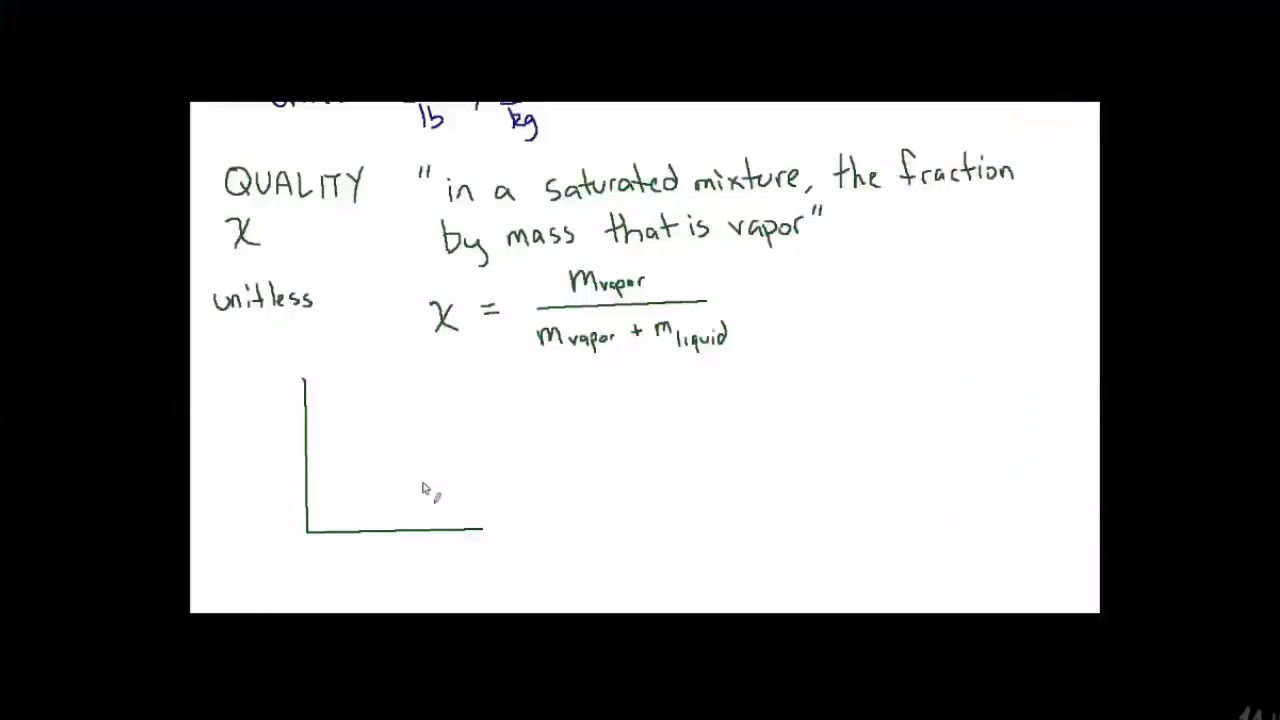 lb , kg
QUALITY "in a saturated mixture, the fraction
x by mass that is vapor"
unitless x = mvapor / mvapor + mliquid